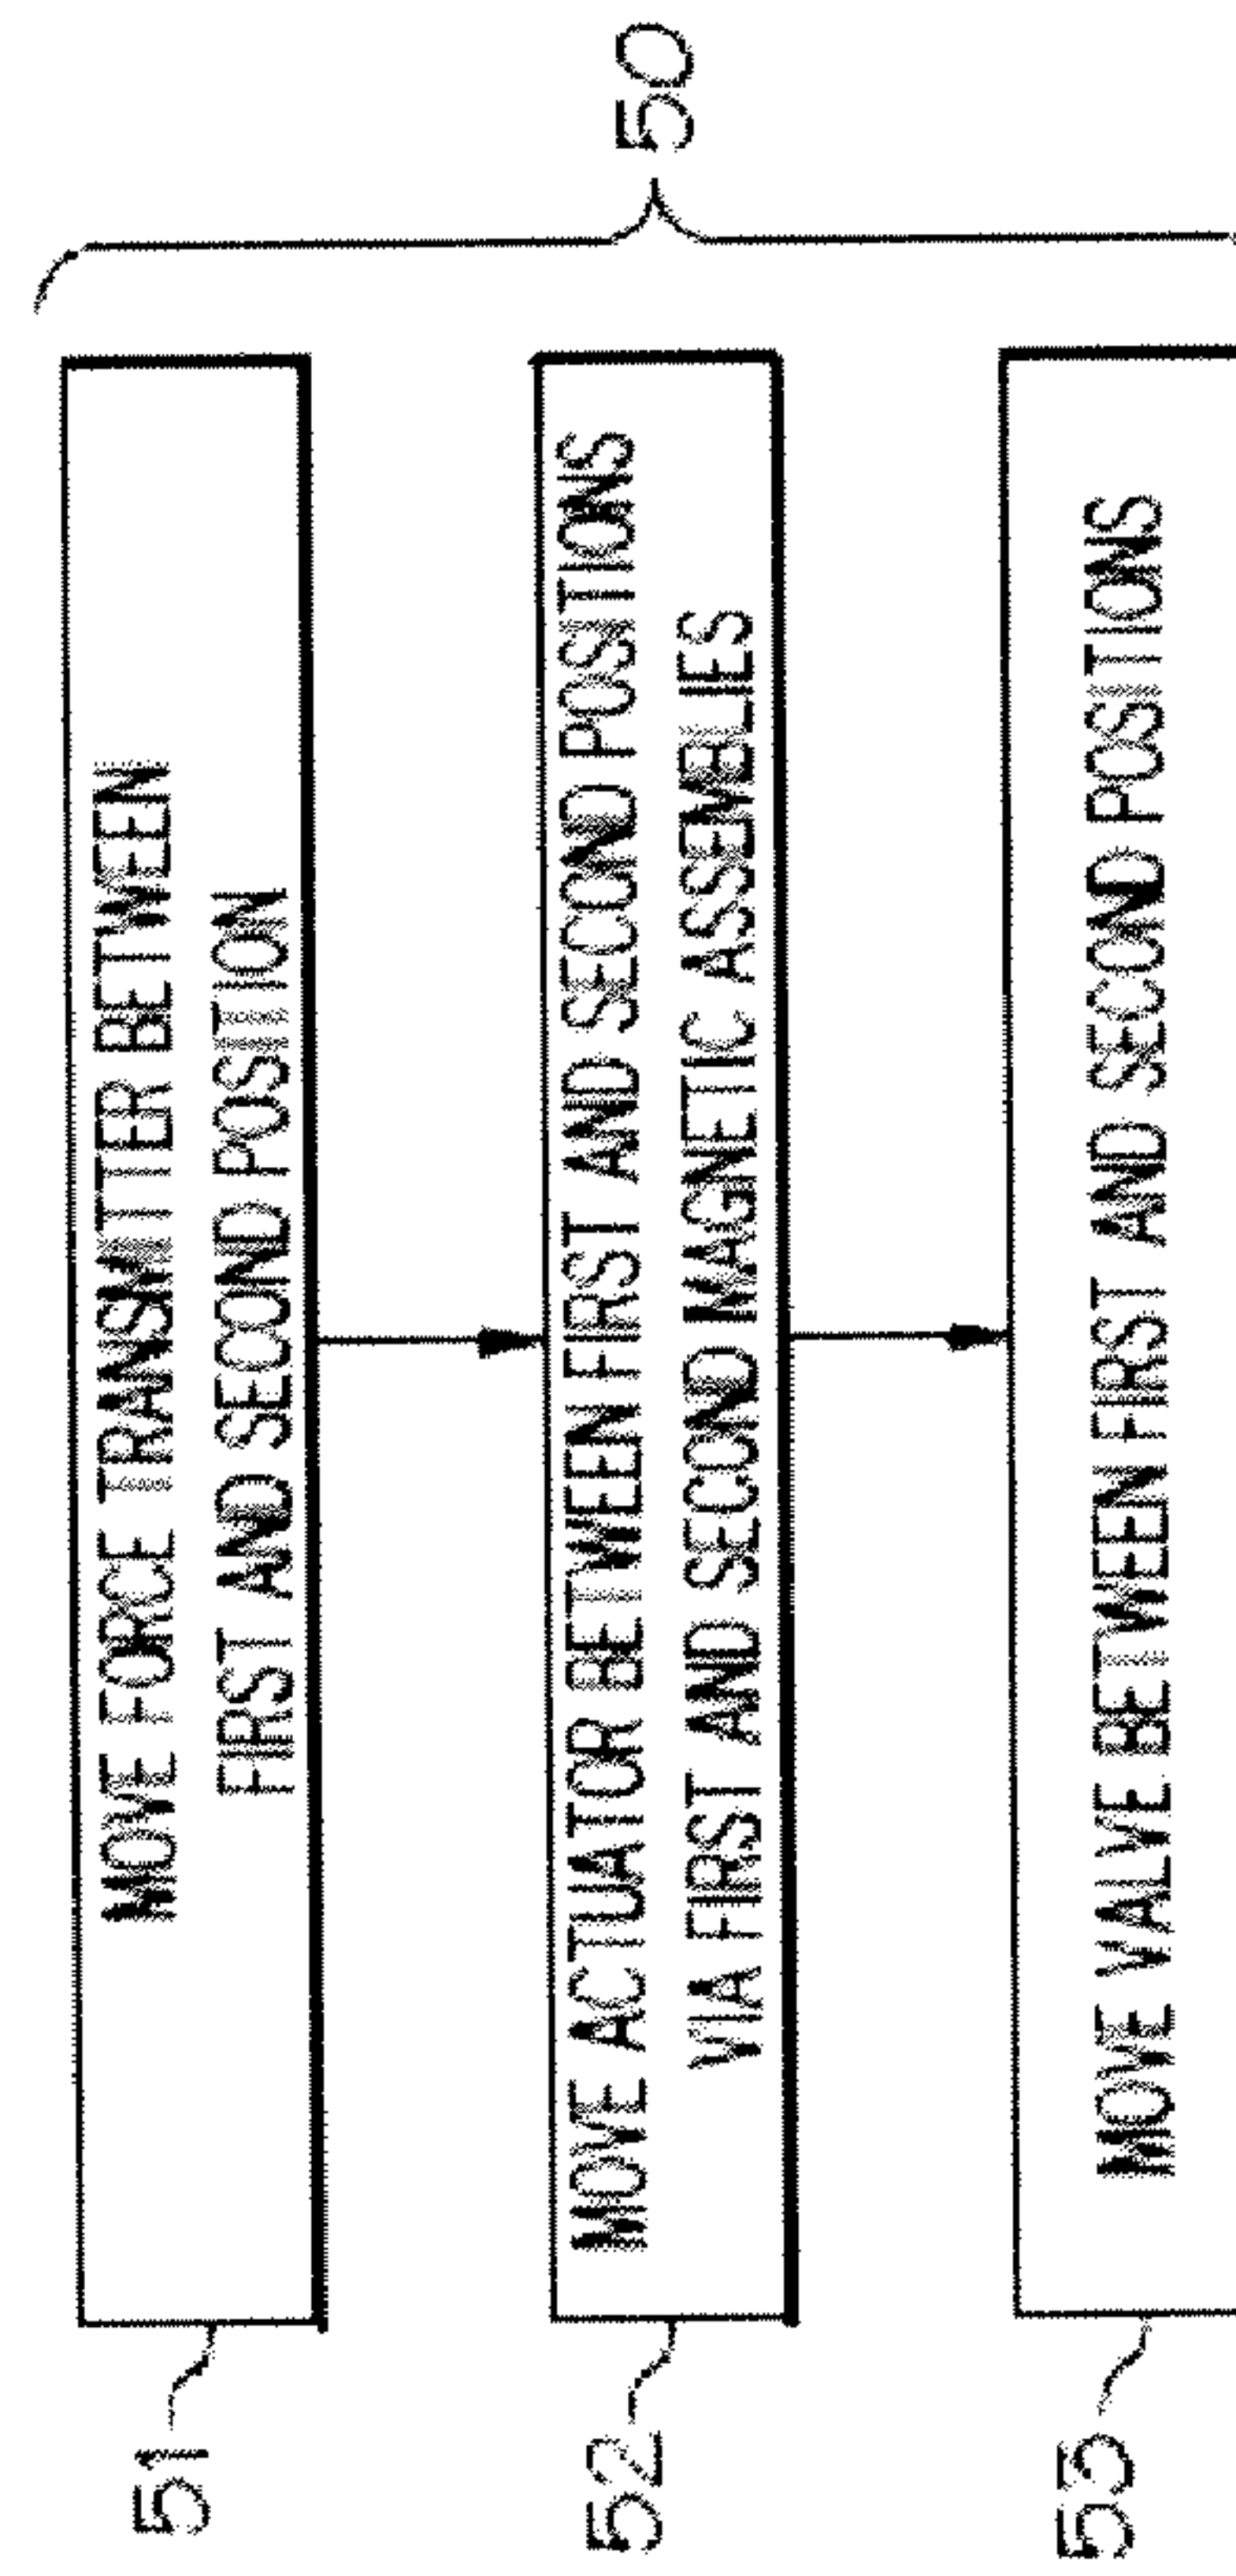 51
MOVE FORCE TRANSMITTER BETWEEN
FIRST AND SECOND POSITION
52
MOVE ACTUATOR BETWEEN FIRST AND SECOND POSITIONS
VIA FIRST AND SECOND MAGNETIC ASSEMBLIES
53
MOVE VALVE BETWEEN FIRST AND SECOND POSITIONS
50